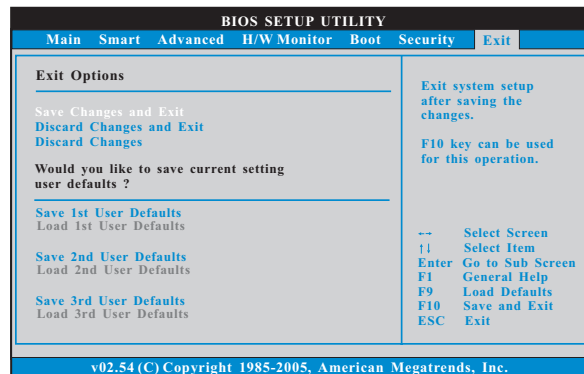 BIOS SETUP UTILITY
Main Smart Advanced H/W Monitor Boot Security Exit
Exit Options
Save Changes and Exit
Discard Changes and Exit
Discard Changes
Would you like to save current setting
user defaults ?
Save 1st User Defaults
Load 1st User Defaults
Save 2nd User Defaults
Load 2nd User Defaults
Save 3rd User Defaults
Load 3rd User Defaults
Exit system setup
after saving the
changes.
F10 key can be used
for this operation.
←→ Select Screen
↑↓ Select Item
Enter Go to Sub Screen
F1 General Help
F9 Load Defaults
F10 Save and Exit
ESC Exit
v02.54 (C) Copyright 1985-2005, American Megatrends, Inc.